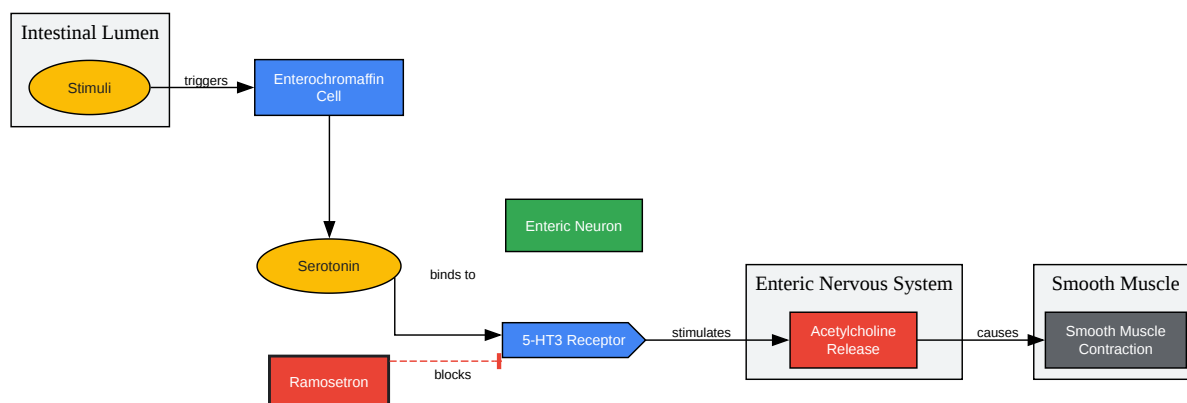 Intestinal Lumen
Stimuli
triggers
Enterochromaffin
Cell
Enteric Neuron
Serotonin
binds to
Enteric Nervous System
Smooth Muscle
5-HT3 Receptor
stimulates
Acetylcholine
Release
causes
Smooth Muscle
Contraction
Ramosetron
blocks